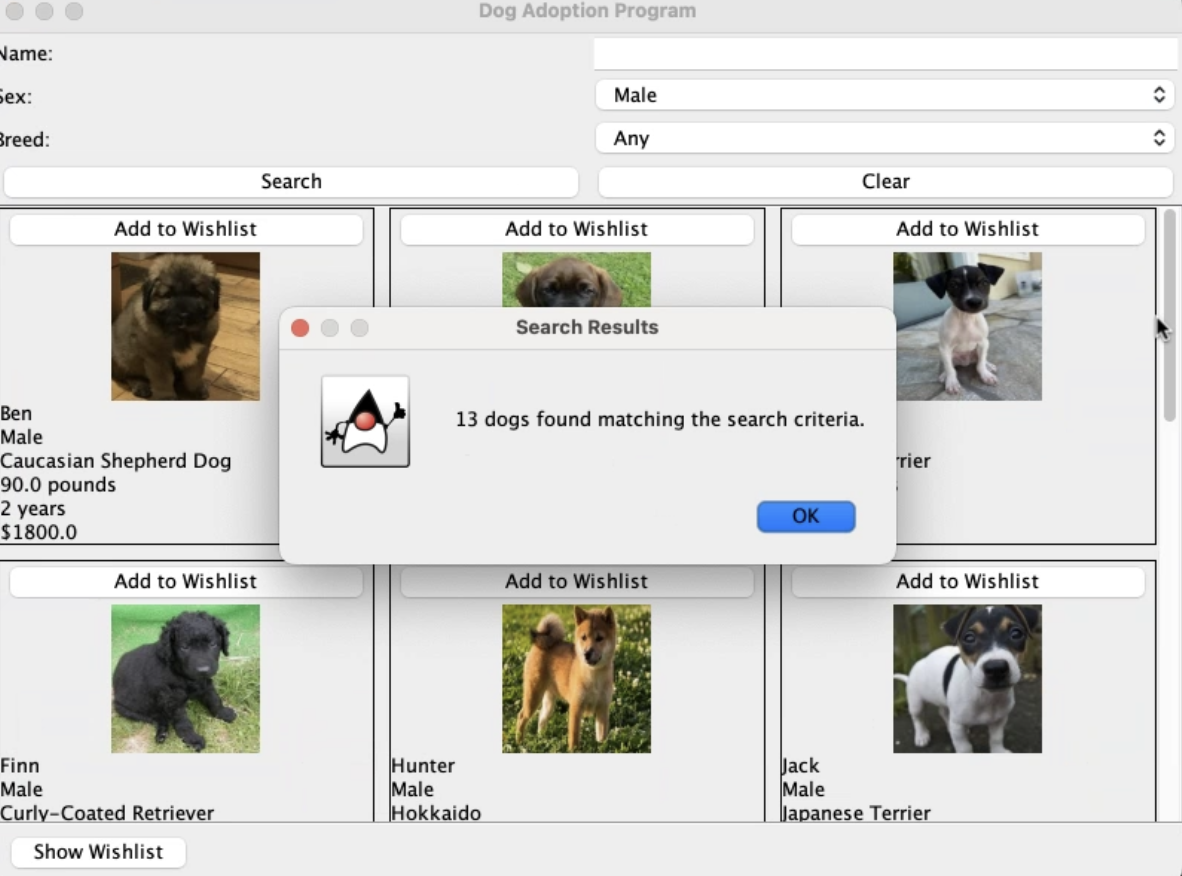 Dog Adoption Program
Name:
Sex:
Male
Breed:
Any
Search
Clear
Add to Wishlist
Add to Wishlist
Add to Wishlist
Search Results
13 dogs found matching the search criteria.
OK
Ben
Male
Caucasian Shepherd Dog
90.0 pounds
2 years
$1800.0
Add to Wishlist
Add to Wishlist
Add to Wishlist
Finn
Male
Curly-Coated Retriever
Hunter
Male
Hokkaido
Jack
Male
Japanese Terrier
Show Wishlist